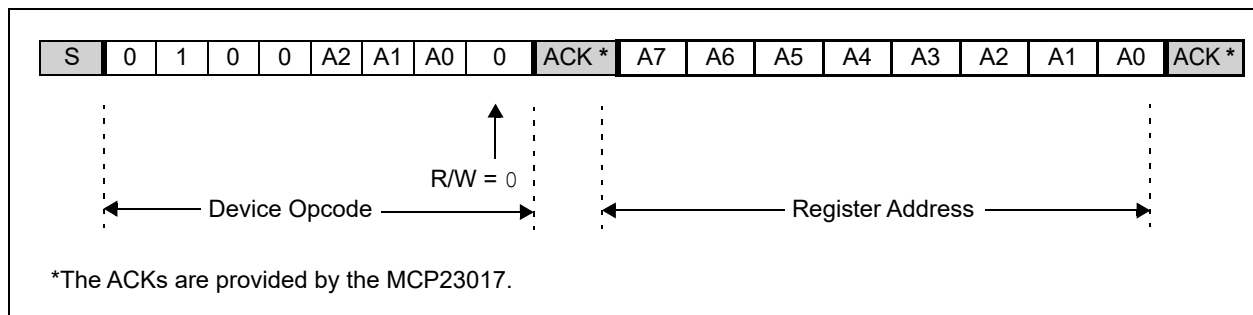 S 0 1 0 0 A2 A1 A0 0 ACK * A7 A6 A5 A4 A3 A2 A1 A0 ACK *
R/W = 0
Device Opcode
Register Address
*The ACKs are provided by the MCP23017.